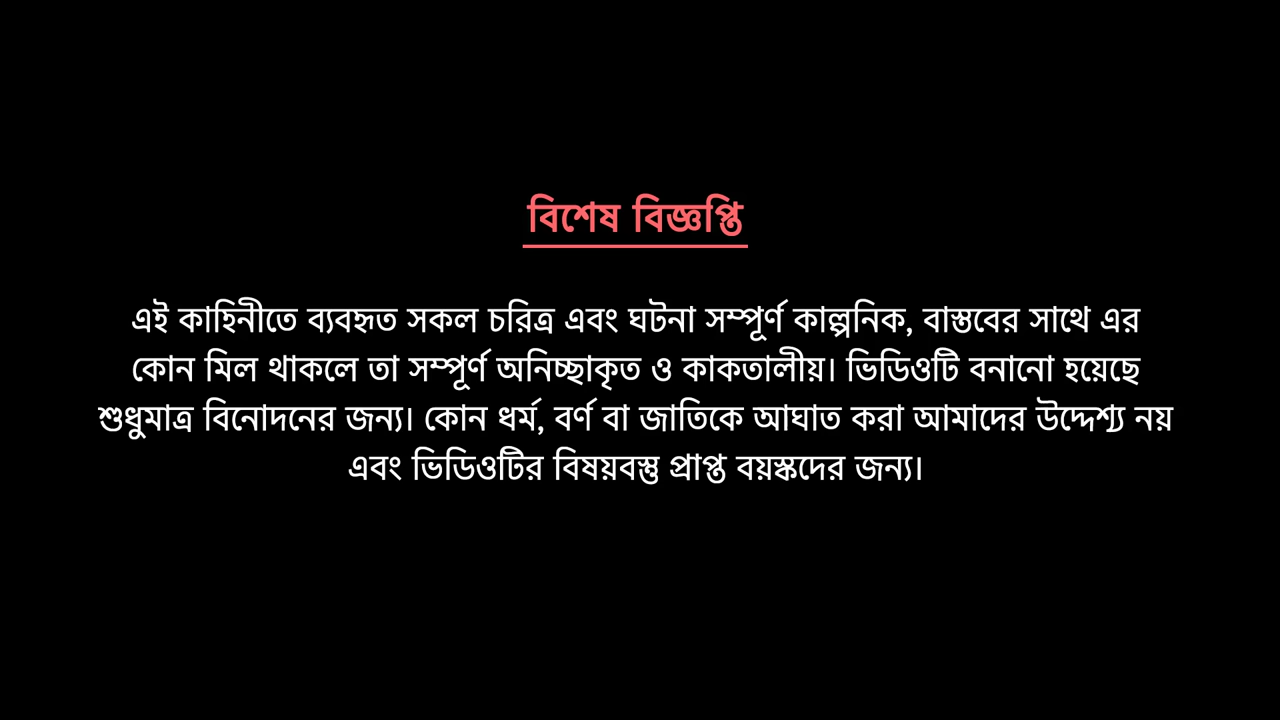 বিশেষ বিজ্ঞপ্তি
এই কাহিনীতে ব্যবহৃত সকল চরিত্র এবং ঘটনা সম্পূর্ণ কাল্পনিক, বাস্তবের সাথে এর
কোন মিল থাকলে তা সম্পূর্ণ অনিচ্ছাকৃত ও কাকতালীয়। ভিডিওটি বনানো হয়েছে
শুধুমাত্র বিনোদনের জন্য। কোন ধর্ম, বর্ণ বা জাতিকে আঘাত করা আমাদের উদ্দেশ্য নয়
এবং ভিডিওটির বিষয়বস্তু প্রাপ্ত বয়স্কদের জন্য।